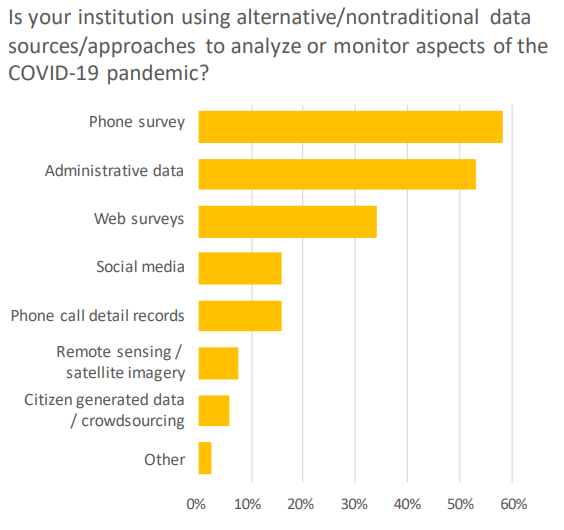 Is your institution using alternative/nontraditional data
sources/approaches to analyze or monitor aspects of the
COVID-19 pandemic?
Phone survey
Administrative data
Web surveys
Social media
Phone call detail records
Remote sensing /
satellite imagery
Citizen generated data
/ crowdsourcing
Other
0% 10% 20% 30% 40% 50% 60%